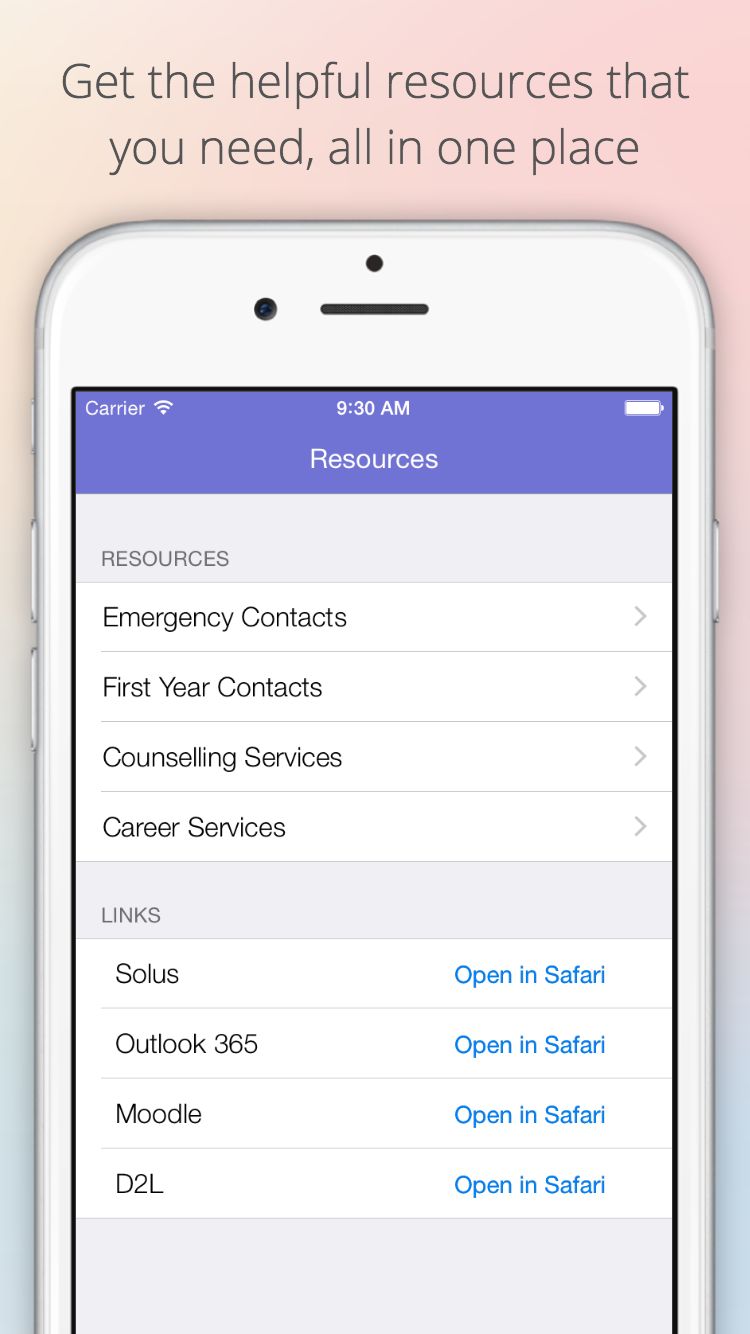 Get the helpful resources that
you need, all in one place
Carrier 9:30 AM
Resources
RESOURCES
Emergency Contacts
First Year Contacts
Counselling Services
Career Services
LINKS
Solus Open in Safari
Outlook 365 Open in Safari
Moodle Open in Safari
D2L Open in Safari